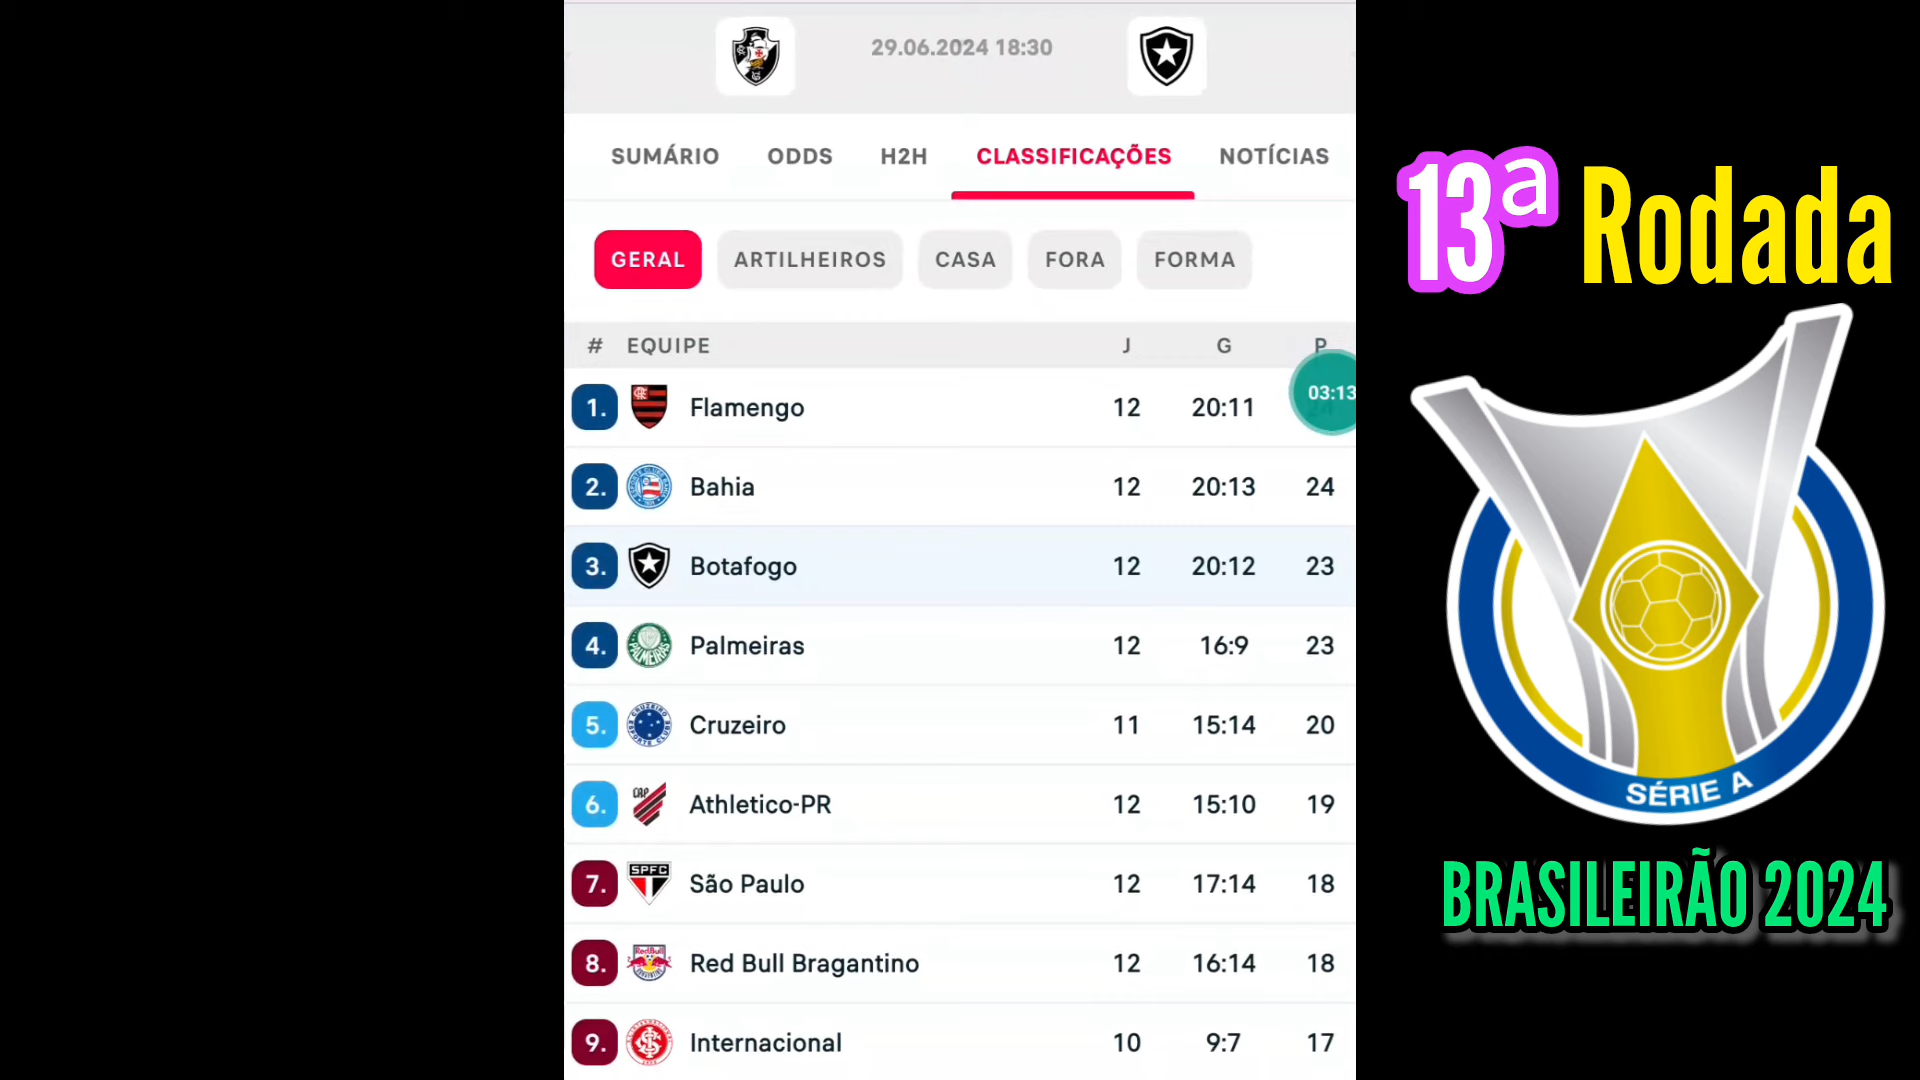 29.06.2024 18:30
SUMÁRIO ODDS H2H CLASSIFICAÇÕES NOTÍCIAS
GERAL ARTILHEIROS CASA FORA FORMA
# EQUIPE J G P
1. Flamengo 12 20:11
03:13
2. Bahia 12 20:13 24
3. Botafogo 12 20:12 23
4. Palmeiras 12 16:9 23
5. Cruzeiro 11 15:14 20
6. Athletico-PR 12 15:10 19
7. São Paulo 12 17:14 18
8. Red Bull Bragantino 12 16:14 18
9. Internacional 10 9:7 17
13ª Rodada
SÉRIE A
BRASILEIRÃO 2024
CAP
SPFC
PALMEIRAS
RedBull